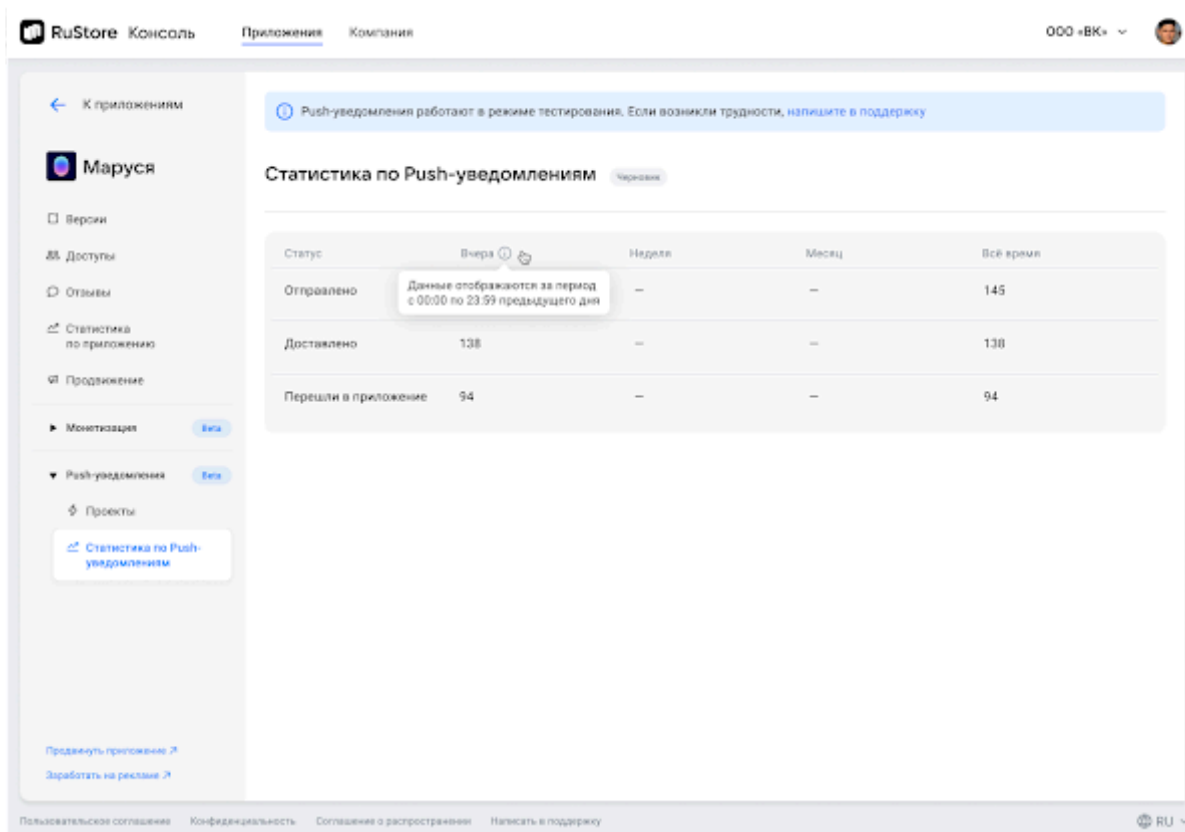 RuStore Консоль
Приложения
Компания
ООО «ВК»
К приложениям
Push-уведомления работают в режиме тестирования. Если возникли трудности, напишите в поддержку
Маруся
Статистика по Push-уведомлениям
Черновик
Версии
Доступы
Отзывы
Статистика
по приложению
Продвижение
Монетизация
Beta
Push-уведомления
Beta
Проекты
Статистика по Push-
уведомлениям
Статус Вчера Неделя Месяц Всё время
Данные отображаются за период
с 00:00 по 23:59 предыдущего дня
Отправлено — — 145
Доставлено 138 — — 138
Перешли в приложение 94 — — 94
Продвинуть приложение ↗
Заработать на рекламе ↗
Пользовательское соглашение Конфиденциальность Соглашение о распространении Написать в поддержку
RU